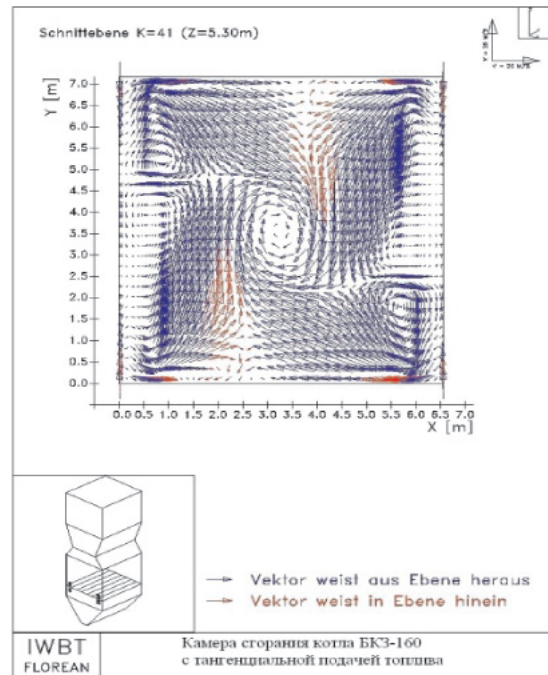 Schnittebene K=41 (Z=5.30m)
Y [m]
7.0
6.5
6.0
5.5
5.0
4.5
4.0
3.5
3.0
2.5
2.0
1.5
1.0
0.5
0.0
0.0 0.5 1.0 1.5 2.0 2.5 3.0 3.5 4.0 4.5 5.0 5.5 6.0 6.5 7.0
X [m]
Vektor weist aus Ebene heraus
Vektor weist in Ebene hinein
IWBT
FLOREAN
Камера сгорания котла БКЗ-160
с тангенциальной подачей топлива